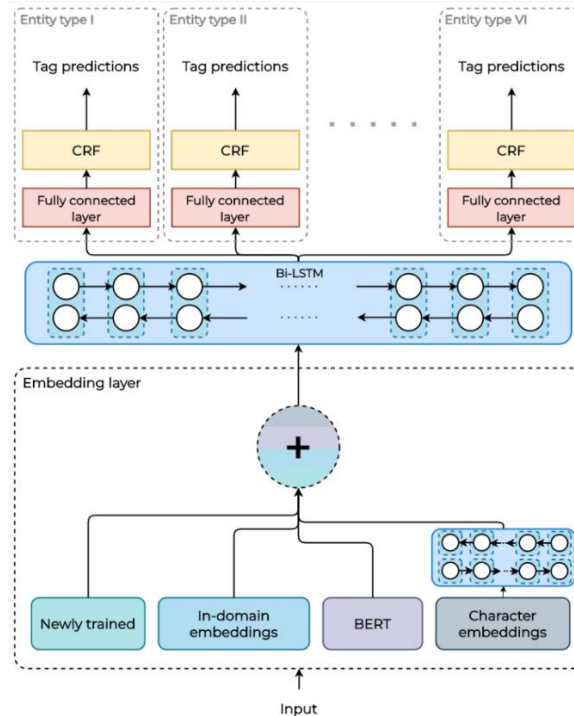 Entity type I
Entity type II
Entity type VI
Tag predictions
Tag predictions
Tag predictions
CRF
CRF
CRF
Fully connected
layer
Fully connected
layer
Fully connected
layer
Bi-LSTM
Embedding layer
+
Newly trained
In-domain
embeddings
BERT
Character
embeddings
Input